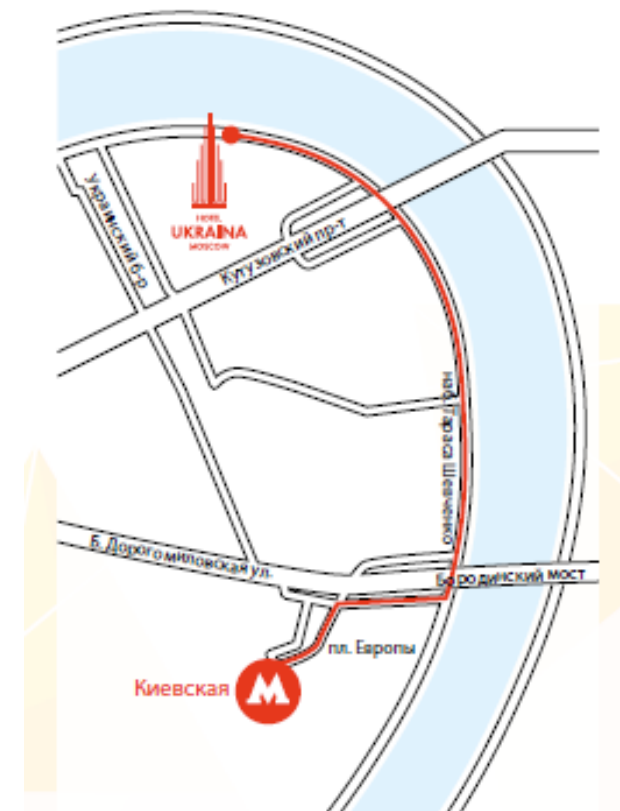 Украинский б-р
HOTEL
UKRAINA
MOSCOW
Кутузовский пр-т
наб. Тараса Шевченко
Б. Дорогомиловская ул.
Бородинский мост
пл. Европы
Киевская
М